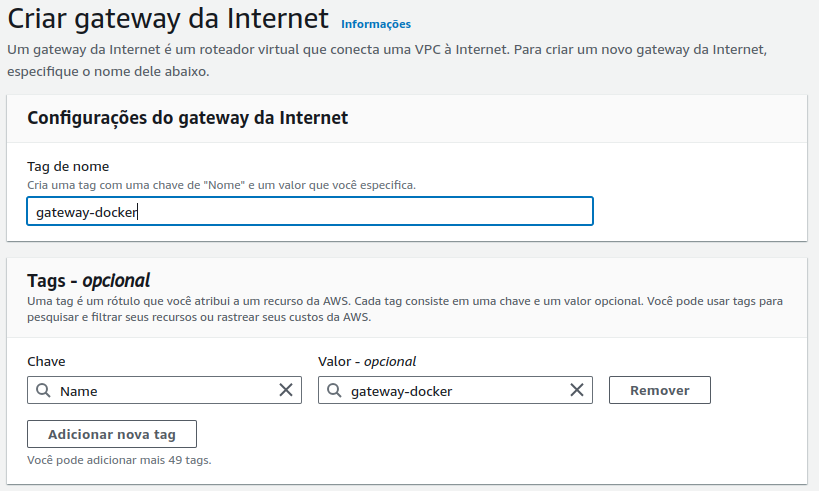 Criar gateway da Internet Informações
Um gateway da Internet é um roteador virtual que conecta uma VPC à Internet. Para criar um novo gateway da Internet,
especifique o nome dele abaixo.
Configurações do gateway da Internet
Tag de nome
Cria uma tag com uma chave de "Nome" e um valor que você especifica.
gateway-docker
Tags - opcional
Uma tag é um rótulo que você atribui a um recurso da AWS. Cada tag consiste em uma chave e um valor opcional. Você pode usar tags para
pesquisar e filtrar seus recursos ou rastrear seus custos da AWS.
Chave Valor - opcional
Name gateway-docker Remover
Adicionar nova tag
Você pode adicionar mais 49 tags.